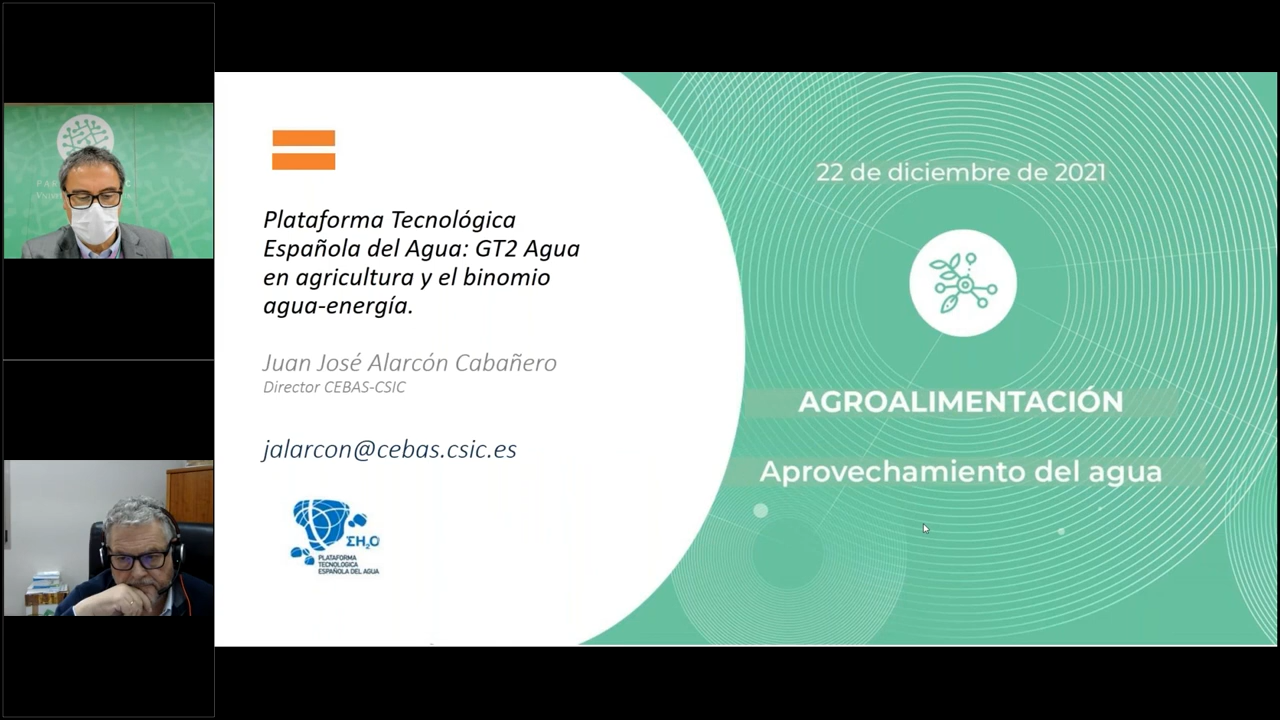 Plataforma Tecnológica
Española del Agua: GT2 Agua
en agricultura y el binomio
agua-energía.
Juan José Alarcón Cabañero
Director CEBAS-CSIC
jalarcon@cebas.csic.es
ΣH₂O
PLATAFORMA
TECNOLOGICA
ESPAÑOLA DEL AGUA
22 de diciembre de 2021
AGROALIMENTACIÓN
Aprovechamiento del agua